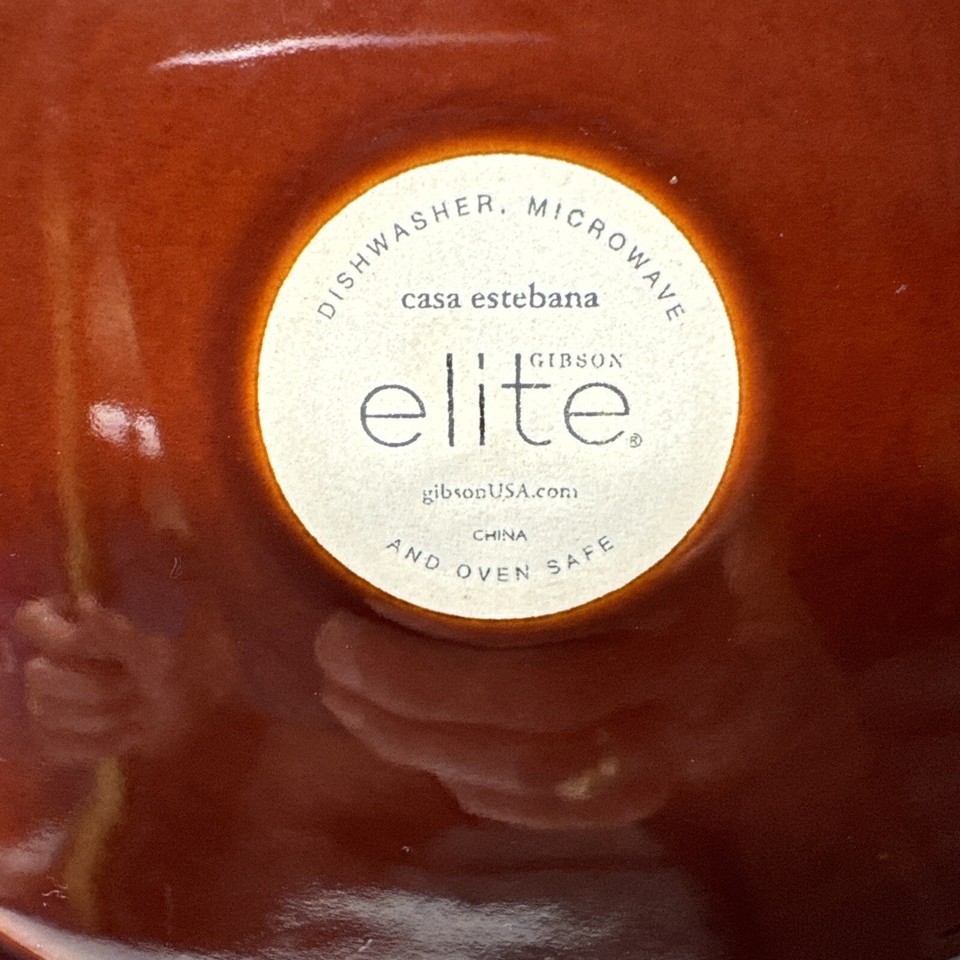 DISHWASHER, MICROWAVE
casa estebana
GIBSON
elite®
gibsonUSA.com
CHINA
AND OVEN SAFE